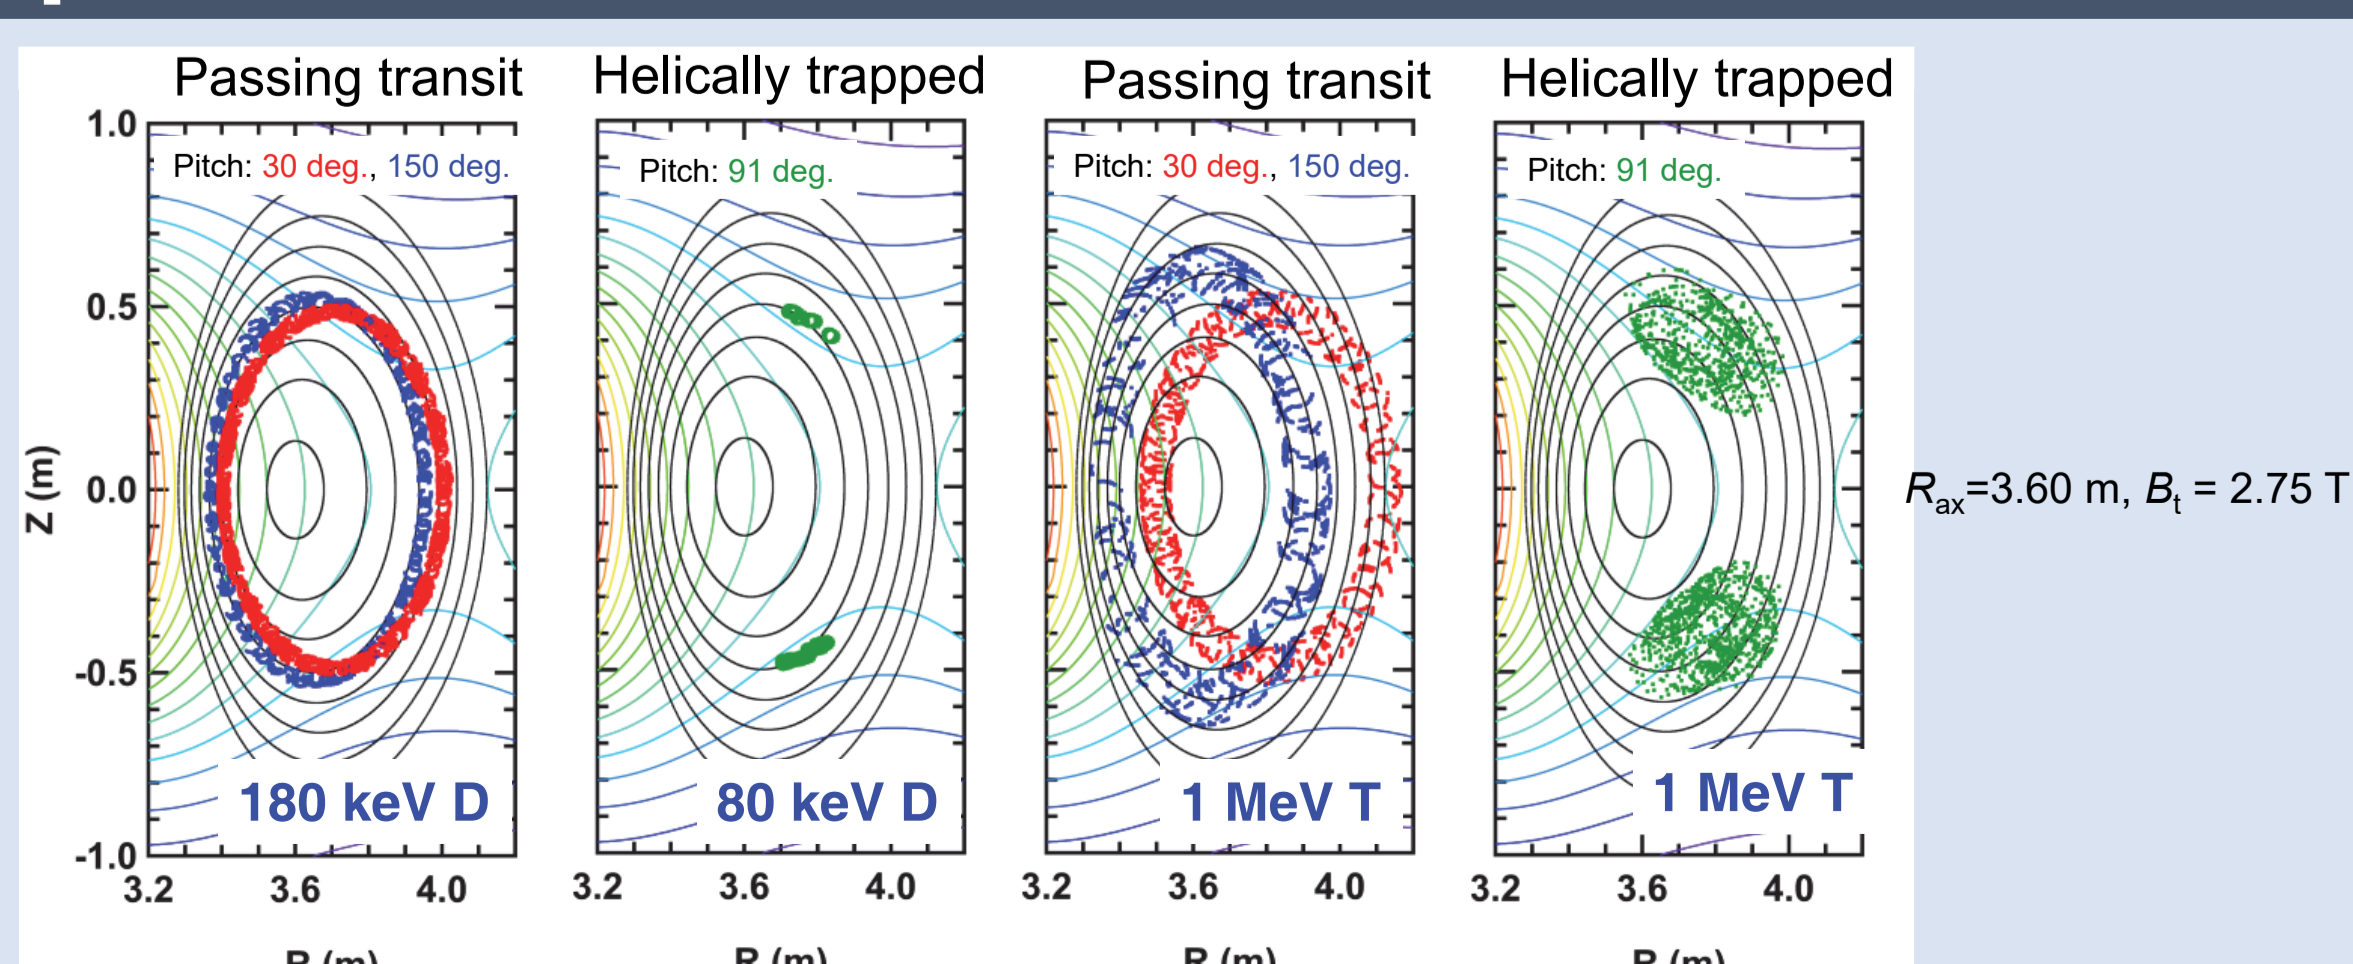 Passing transit
Helically trapped
Passing transit
Helically trapped
Pitch: 30 deg., 150 deg.
Pitch: 91 deg.
Pitch: 30 deg., 150 deg.
Pitch: 91 deg.
1.0
0.5
0.0
-0.5
-1.0
Z (m)
180 keV D
80 keV D
1 MeV T
1 MeV T
R_ax=3.60 m, B_t = 2.75 T
3.2 3.6 4.0
3.2 3.6 4.0
3.2 3.6 4.0
3.2 3.6 4.0
R (m)
R (m)
R (m)
R (m)